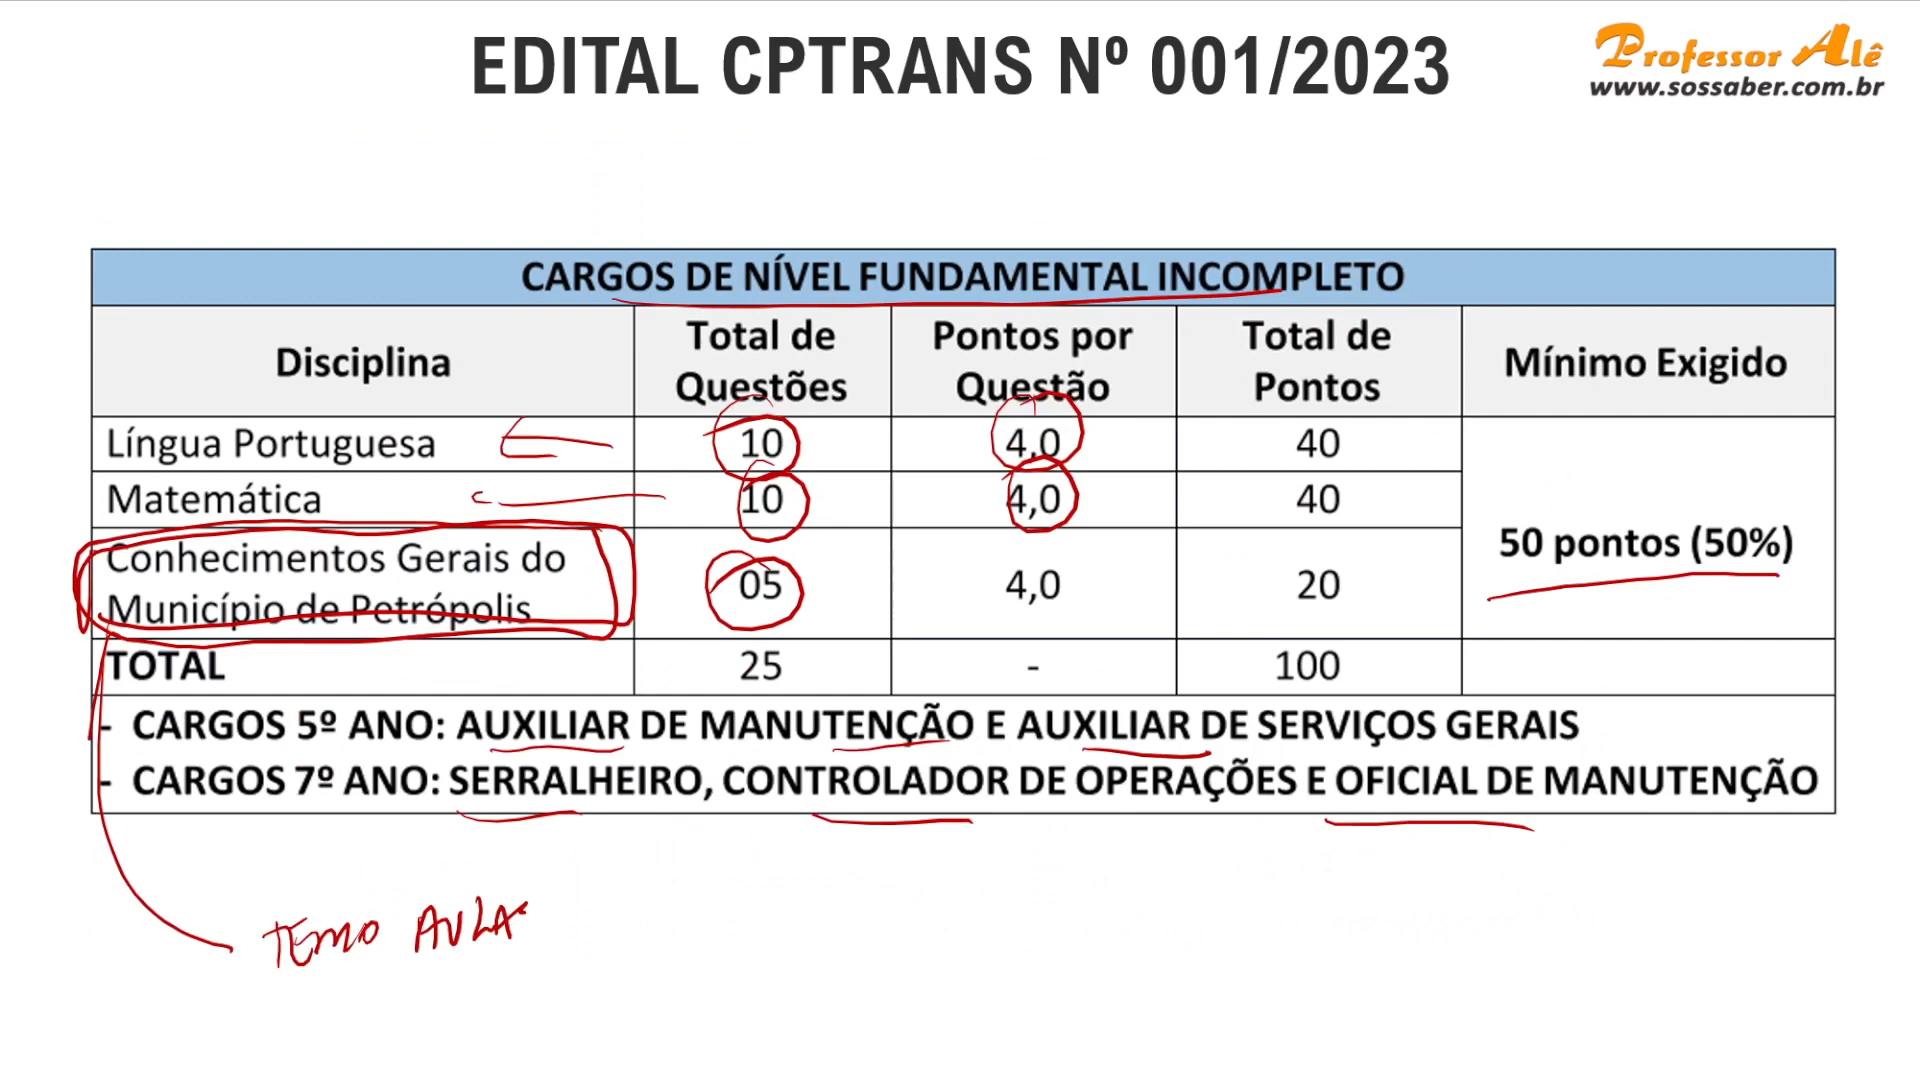 EDITAL CPTRANS Nº 001/2023
Professor Alê
www.sossaber.com.br
CARGOS DE NÍVEL FUNDAMENTAL INCOMPLETO
Disciplina
Total de
Questões
Pontos por
Questão
Total de
Pontos
Mínimo Exigido
Língua Portuguesa 10 4,0 40
Matemática 10 4,0 40
50 pontos (50%)
Conhecimentos Gerais do
Município de Petrópolis
05 4,0 20
TOTAL 25 - 100
- CARGOS 5º ANO: AUXILIAR DE MANUTENÇÃO E AUXILIAR DE SERVIÇOS GERAIS
- CARGOS 7º ANO: SERRALHEIRO, CONTROLADOR DE OPERAÇÕES E OFICIAL DE MANUTENÇÃO
AULAS